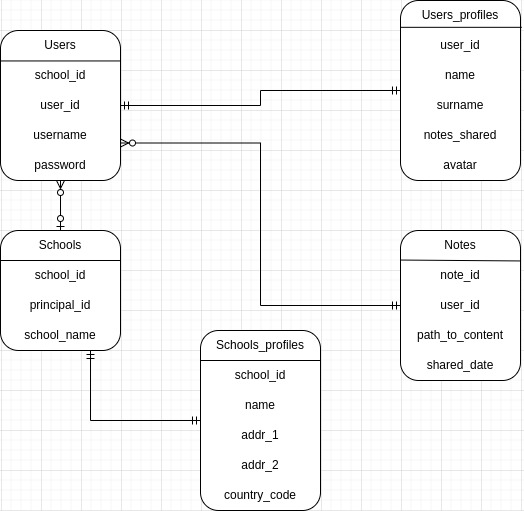 Users
school_id
user_id
username
password
Users_profiles
user_id
name
surname
notes_shared
avatar
Schools
school_id
principal_id
school_name
Notes
note_id
user_id
path_to_content
shared_date
Schools_profiles
school_id
name
addr_1
addr_2
country_code